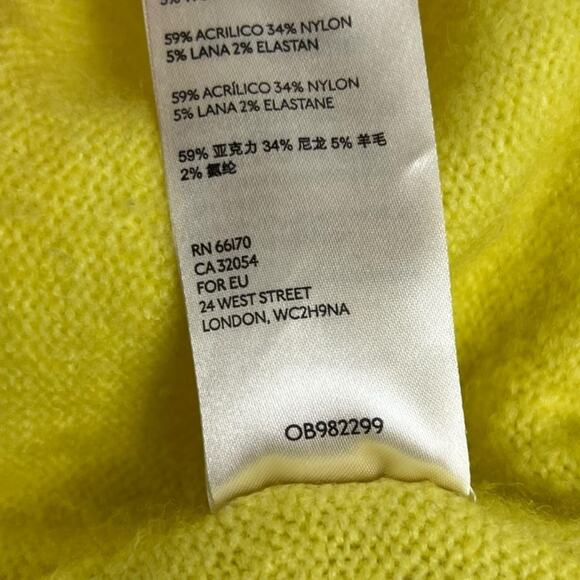 59% ACRILICO 34% NYLON
5% LANA 2% ELASTAN
59% ACRÍLICO 34% NYLON
5% LANA 2% ELASTANE
59% 亚克力 34% 尼龙 5% 羊毛
2% 氨纶
RN 66170
CA 32054
FOR EU
24 WEST STREET
LONDON, WC2H9NA
OB982299